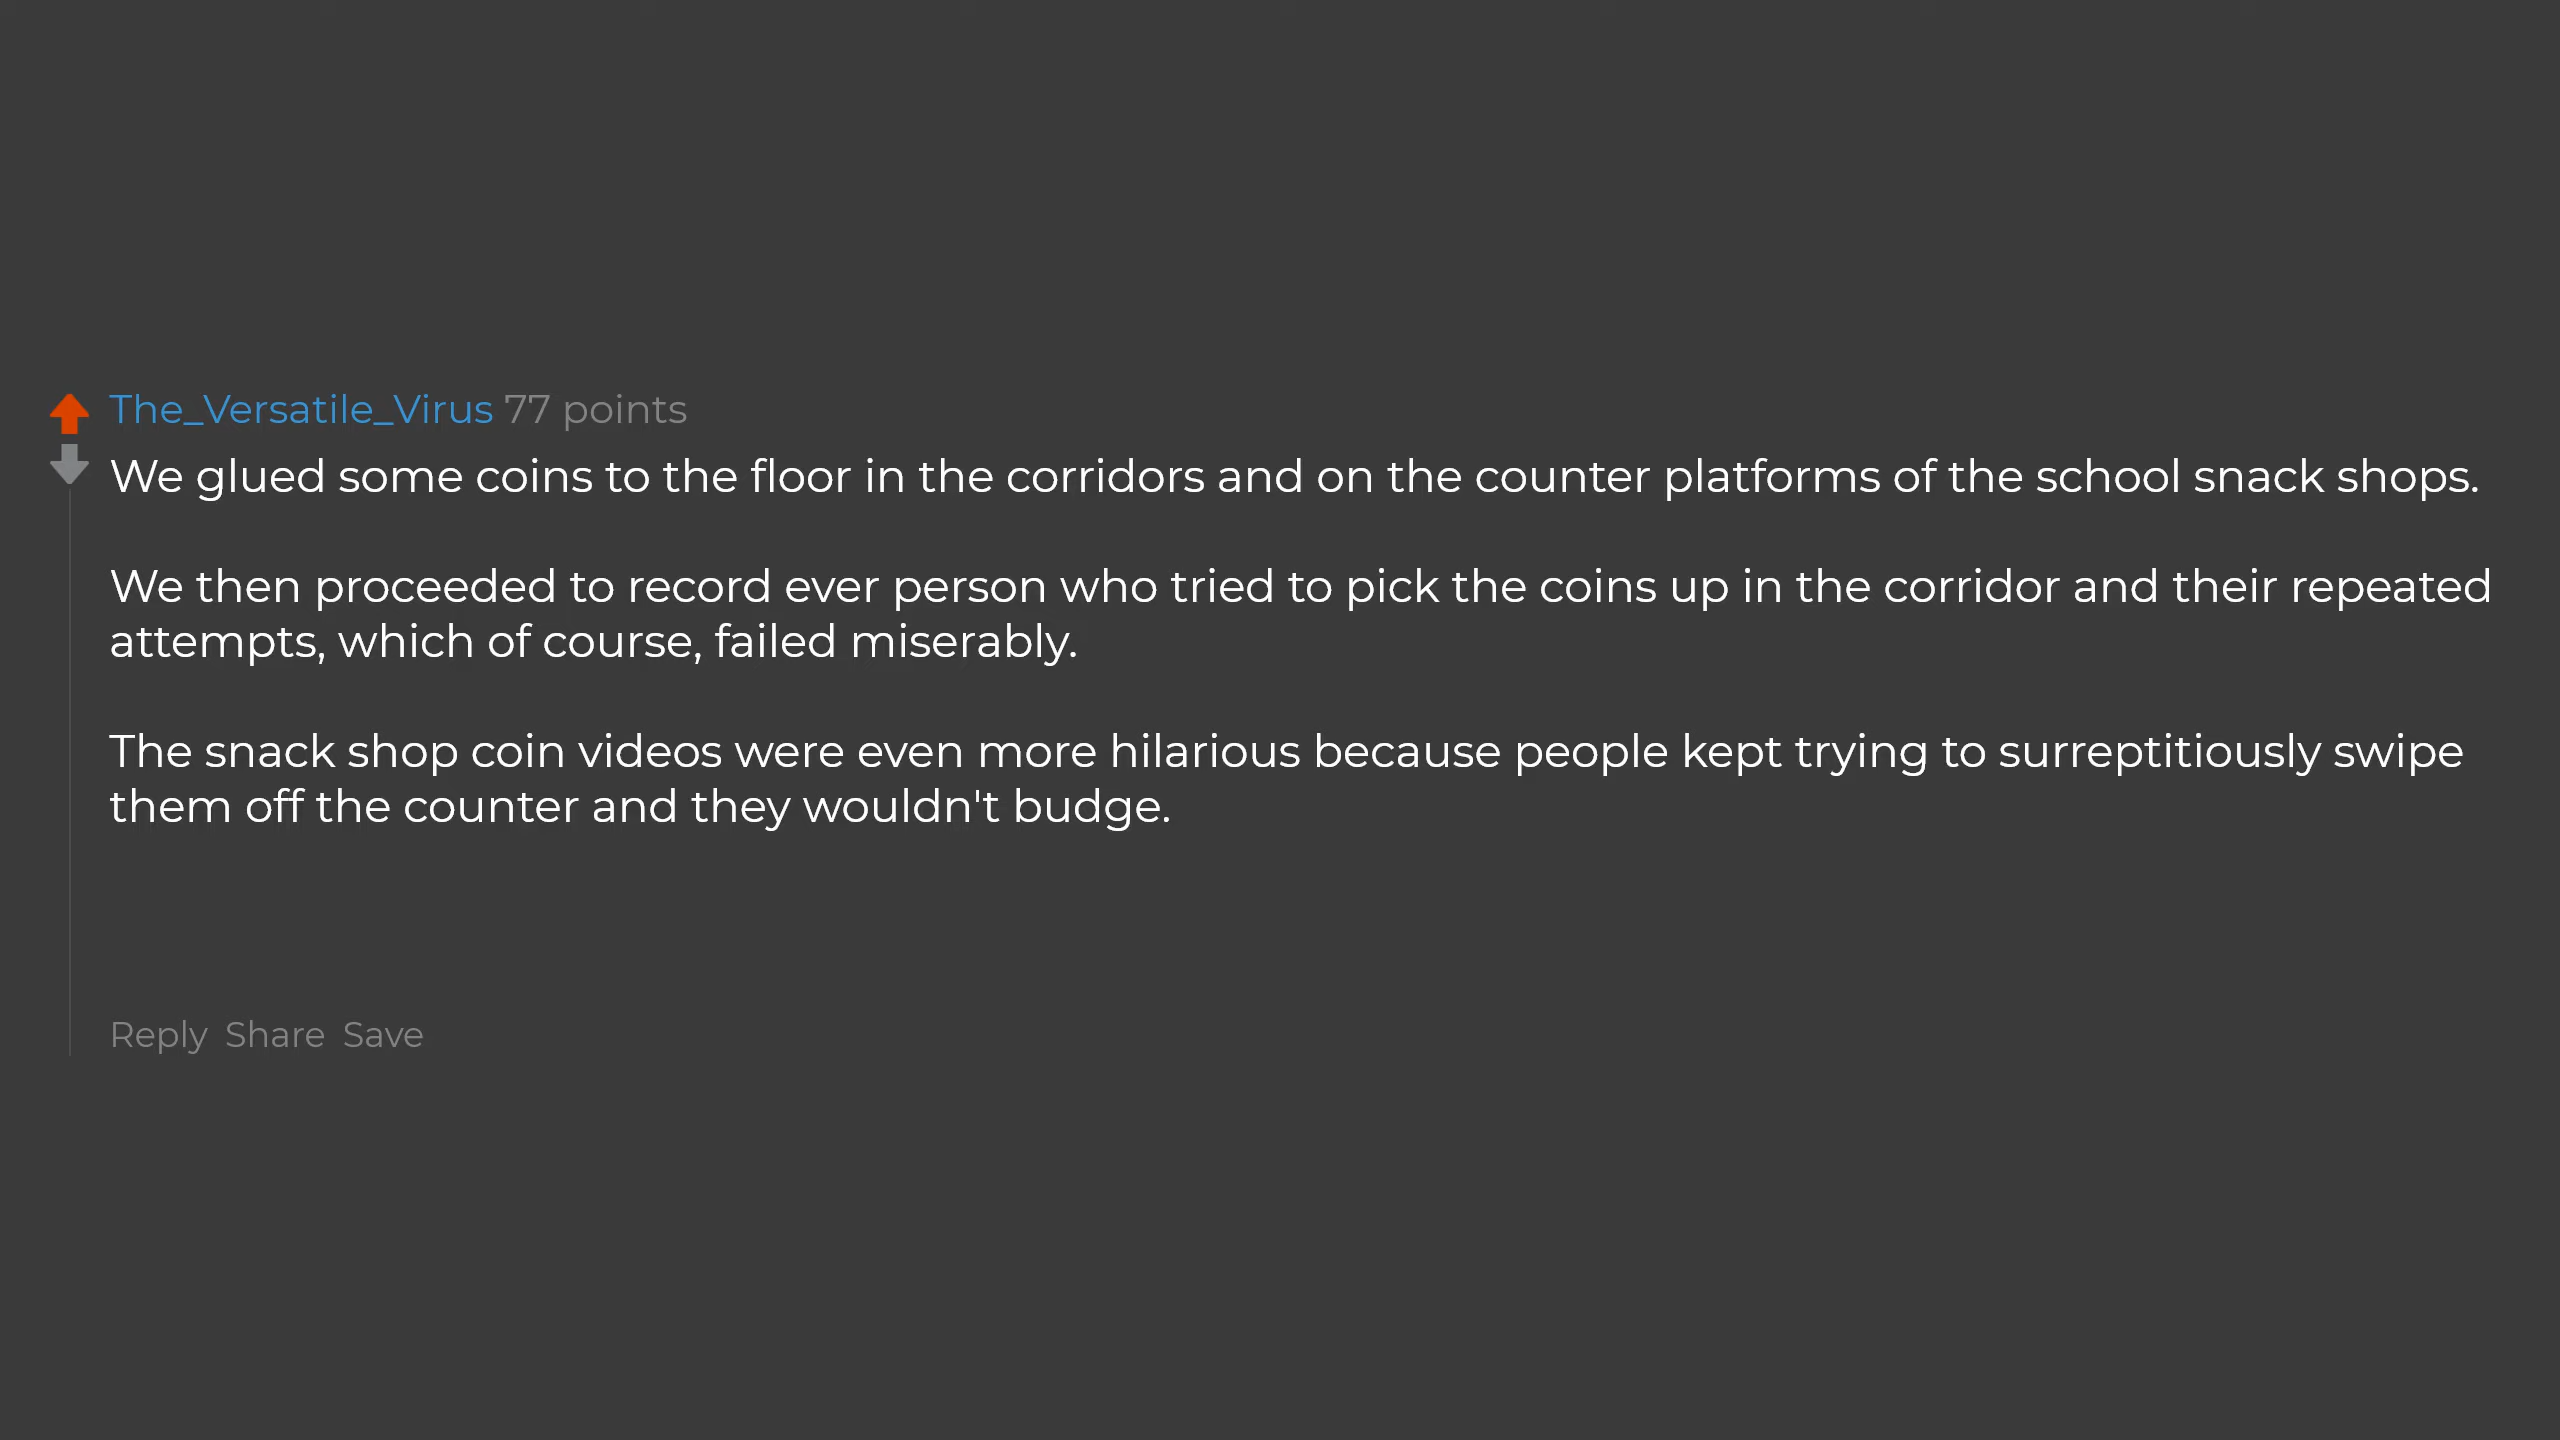 The_Versatile_Virus 77 points
We glued some coins to the floor in the corridors and on the counter platforms of the school snack shops.
We then proceeded to record ever person who tried to pick the coins up in the corridor and their repeated
attempts, which of course, failed miserably.
The snack shop coin videos were even more hilarious because people kept trying to surreptitiously swipe
them off the counter and they wouldn't budge.
Reply Share Save